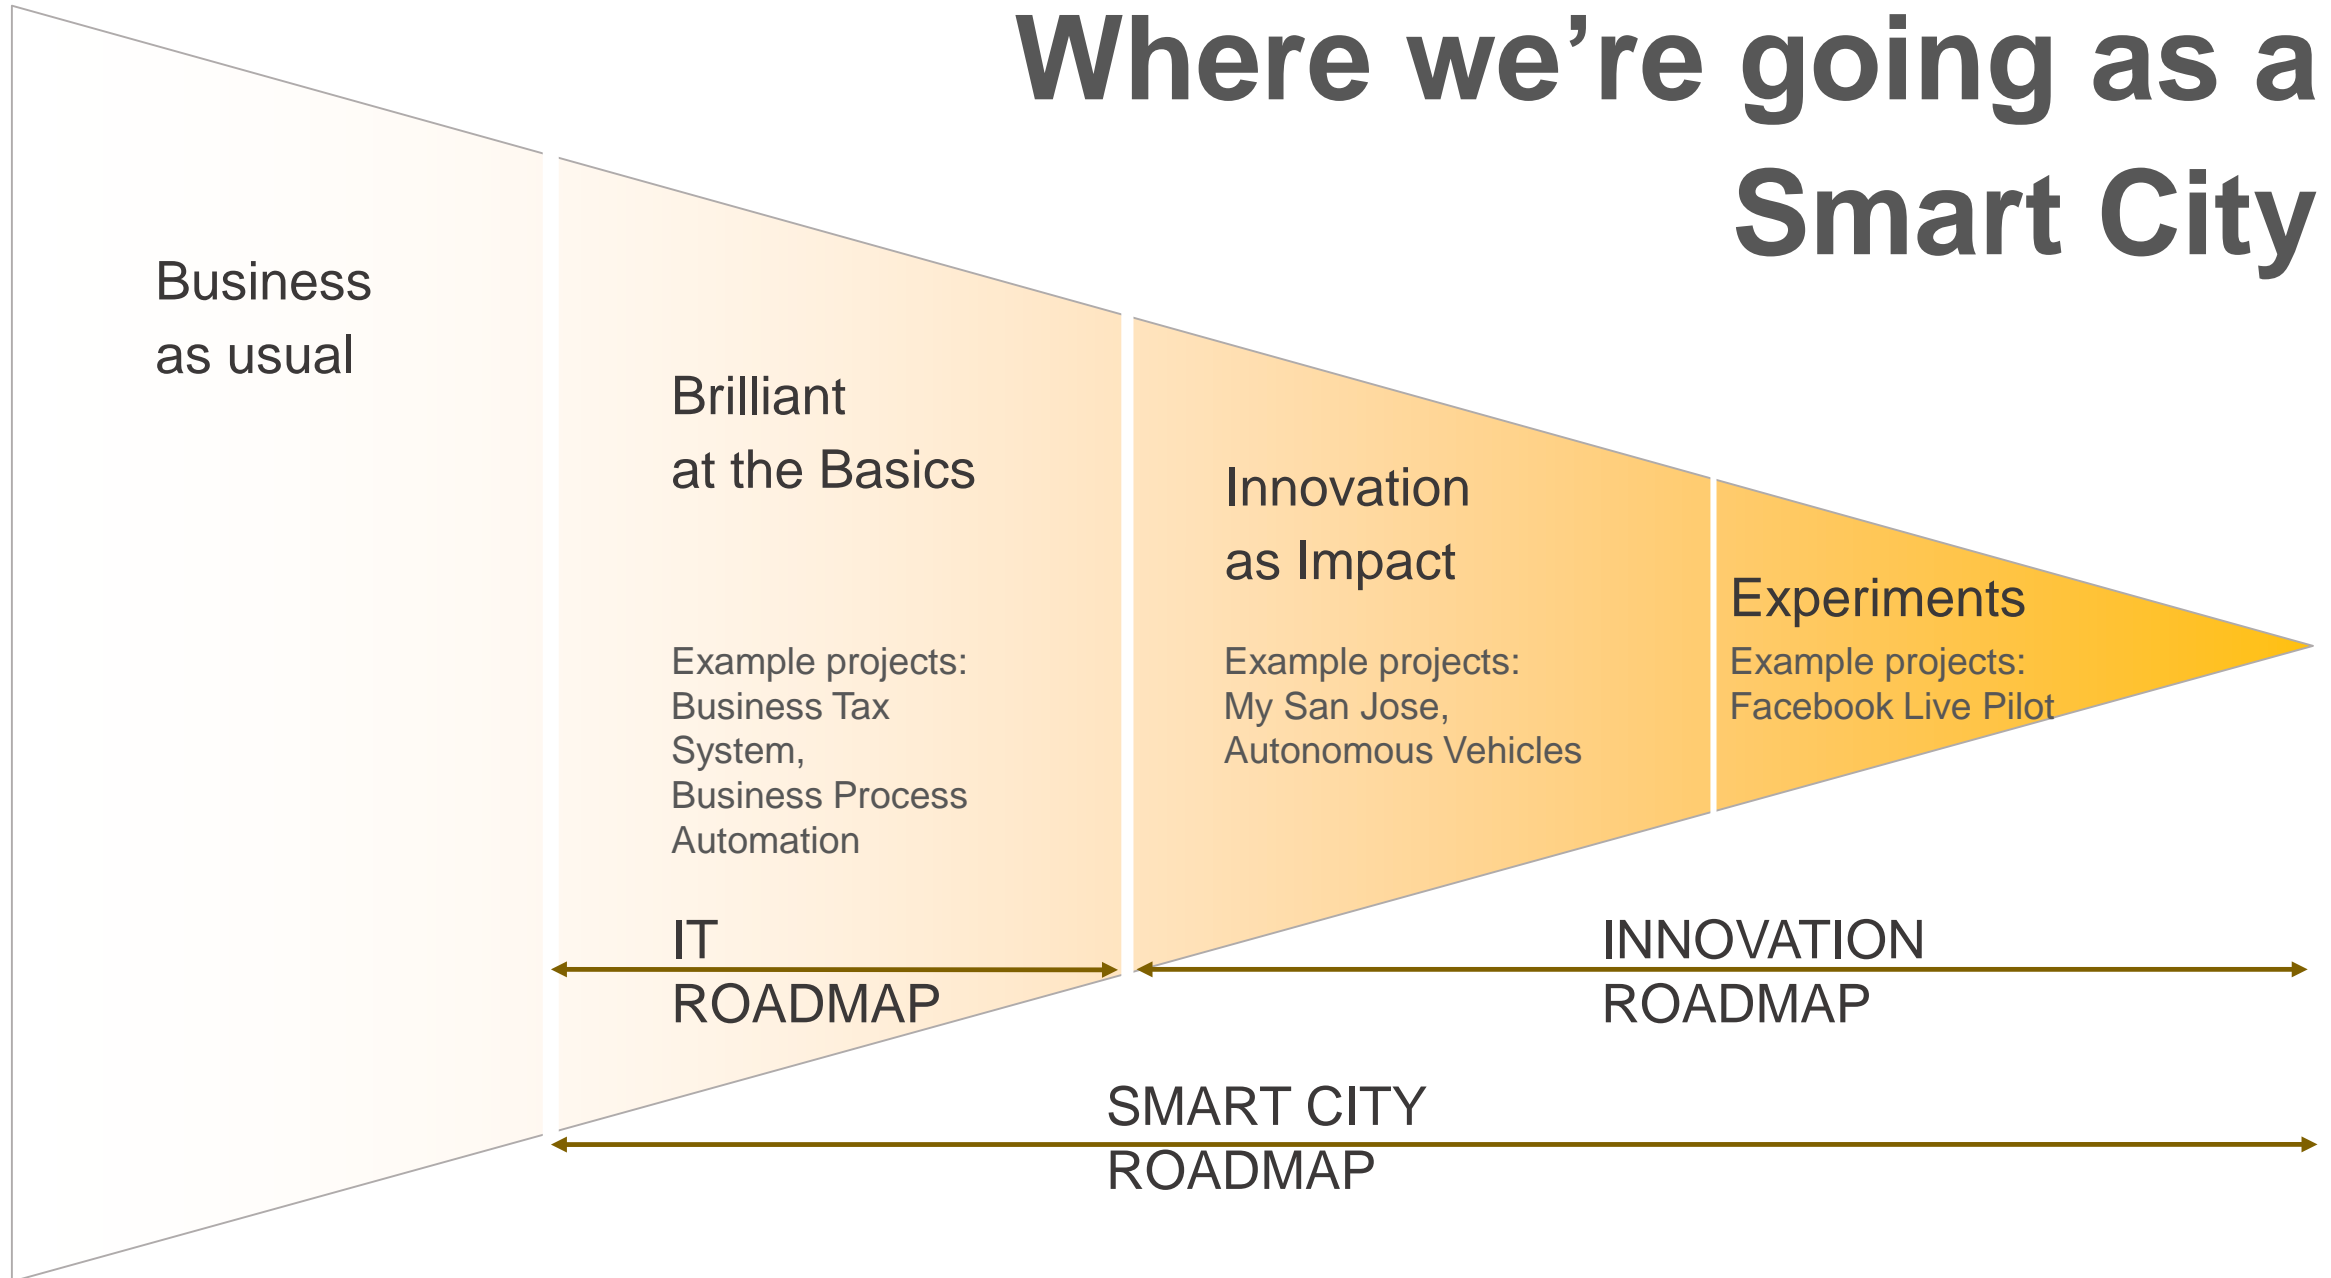 Where we’re going as a
Smart City
Business
as usual
Brilliant
at the Basics
Example projects:
Business Tax
System,
Business Process
Automation
Innovation
as Impact
Example projects:
My San Jose,
Autonomous Vehicles
Experiments
Example projects:
Facebook Live Pilot
IT
ROADMAP
INNOVATION
ROADMAP
SMART CITY
ROADMAP